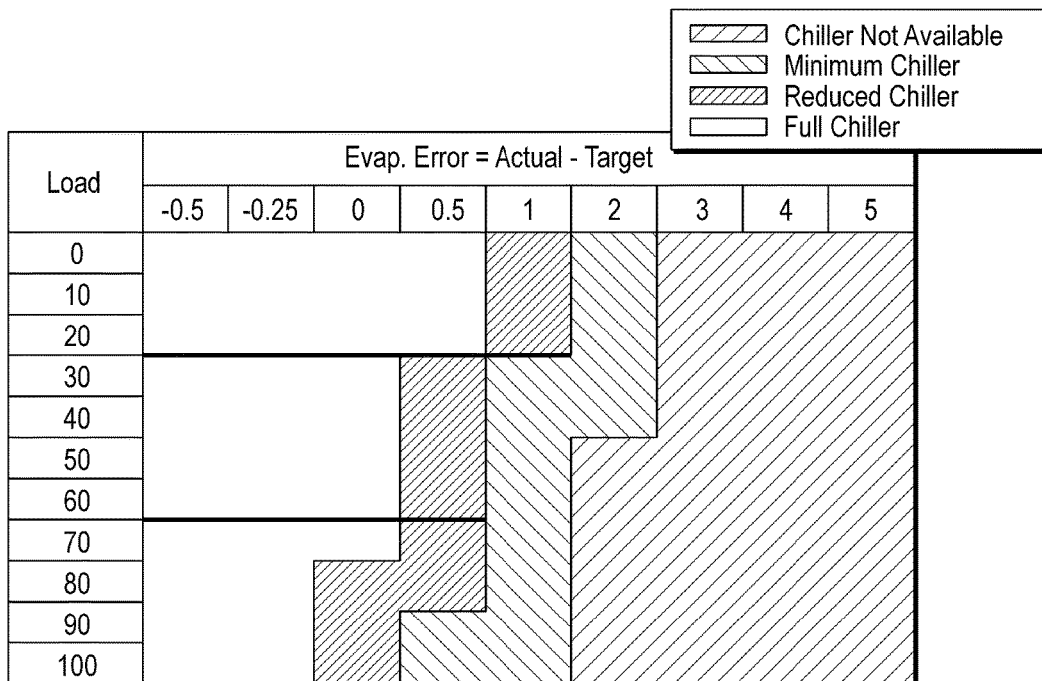 Chiller Not Available
Minimum Chiller
Reduced Chiller
Full Chiller
Load
Evap. Error = Actual - Target
-0.5 -0.25 0 0.5 1 2 3 4 5
0
10
20
30
40
50
60
70
80
90
100